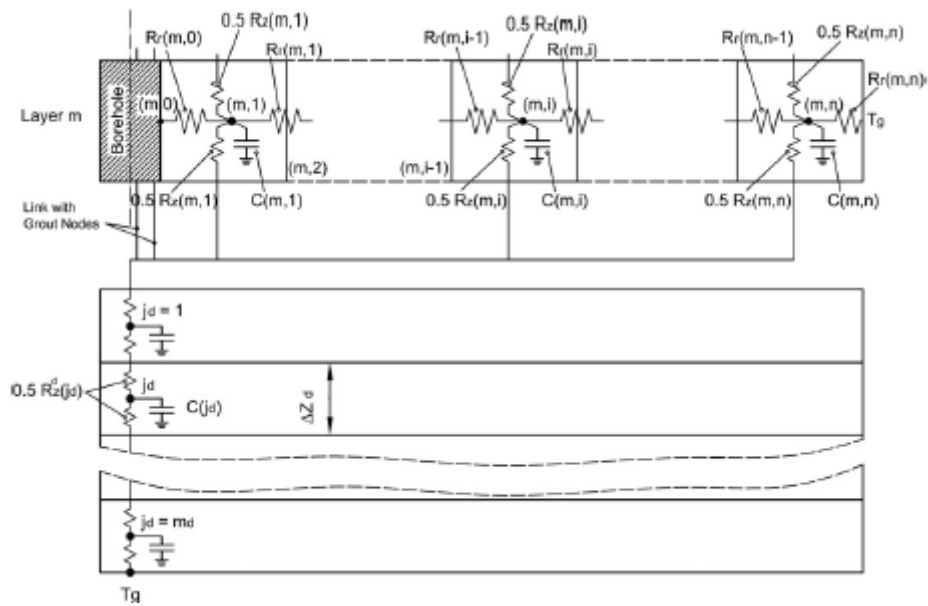 0.5 Rz(m,1)
0.5 Rz(m,i)
0.5 Rz(m,n)
Rr(m,0)
Rr(m,1)
Rr(m,i-1)
Rr(m,i)
Rr(m,n-1)
Rr(m,n)
Layer m
Borehole
(m,0)
(m,1)
(m,i)
(m,n)
Tg
(m,2)
(m,i-1)
0.5 Rz(m,1)
C(m,1)
0.5 Rz(m,i)
C(m,i)
0.5 Rz(m,n)
C(m,n)
Link with
Grout Nodes
jd = 1
0.5 Rzd(jd)
jd
C(jd)
ΔZd
jd = md
Tg